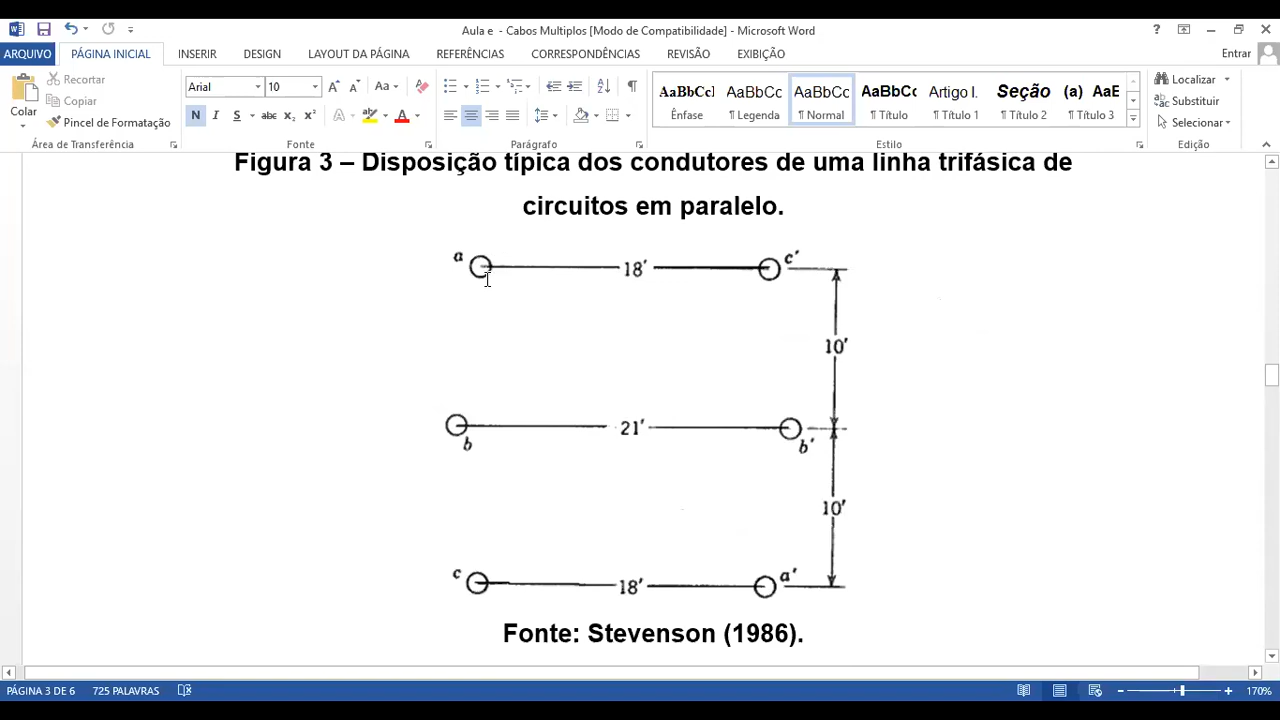 Aula e - Cabos Multiplos [Modo de Compatibilidade] - Microsoft Word
ARQUIVO PÁGINA INICIAL INSERIR DESIGN LAYOUT DA PÁGINA REFERÊNCIAS CORRESPONDÊNCIAS REVISÃO EXIBIÇÃO Entrar
Colar
Recortar
Copiar
Pincel de Formatação
Área de Transferência
Arial 10
Fonte
Parágrafo
AaBbCcI AaBbCc AaBbCc AaBbCc Artigo I. Seção (a) AaE
Ênfase ¶ Legenda ¶ Normal ¶ Título ¶ Título 1 ¶ Título 2 ¶ Título 3
Estilo
Localizar
Substituir
Selecionar
Edição
Figura 3 – Disposição típica dos condutores de uma linha trifásica de
circuitos em paralelo.
a 18' c'
10'
b 21' b'
10'
c 18' a'
Fonte: Stevenson (1986).
PÁGINA 3 DE 6 725 PALAVRAS 170%